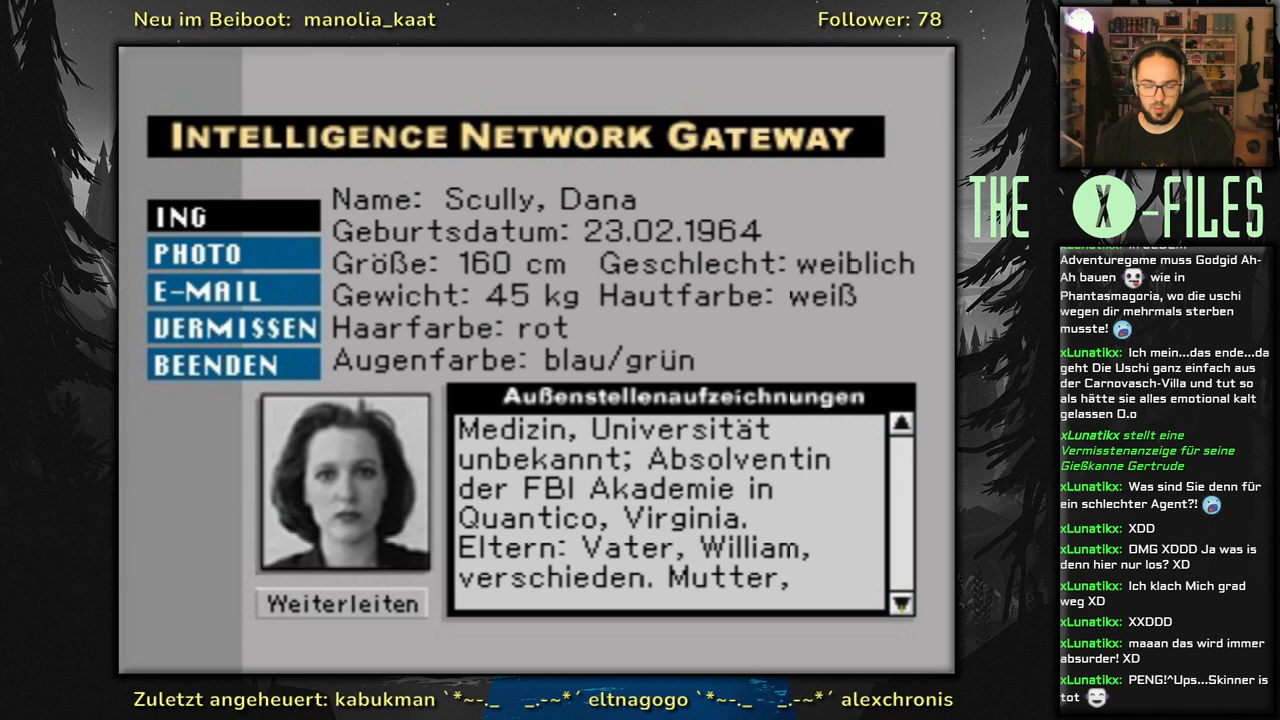 Neu im Beiboot: manolia_kaat
Follower: 78
INTELLIGENCE NETWORK GATEWAY
ING
PHOTO
E-MAIL
VERMISSEN
BEENDEN
Name: Scully, Dana
Geburtsdatum: 23.02.1964
Größe: 160 cm Geschlecht: weiblich
Gewicht: 45 kg Hautfarbe: weiß
Haarfarbe: rot
Augenfarbe: blau/grün
Außenstellenaufzeichnungen
Medizin, Universität
unbekannt; Absolventin
der FBI Akademie in
Quantico, Virginia.
Eltern: Vater, William,
verschieden. Mutter,
Weiterleiten
THE X-FILES
Adventuregame muss Godgid Ah-
Ah bauen wie in
Phantasmagoria, wo die uschi
wegen dir mehrmals sterben
musste!
xLunatikx: Ich mein...das ende...da
geht Die Uschi ganz einfach aus
der Carnovasch-Villa und tut so
als hätte sie alles emotional kalt
gelassen O.o
xLunatikx stellt eine
Vermisstenanzeige für seine
Gießkanne Gertrude
xLunatikx: Was sind Sie denn für
ein schlechter Agent?!
xLunatikx: XDD
xLunatikx: OMG XDDD Ja was is
denn hier nur los? XD
xLunatikx: Ich klach Mich grad
weg XD
xLunatikx: XXDDD
xLunatikx: maaan das wird immer
absurder! XD
xLunatikx: PENG!^Ups...Skinner is
tot
Zuletzt angeheuert: kabukman `*~-._ _.-~*´ eltnagogo `*~-._ _.-~*´ alexchronis